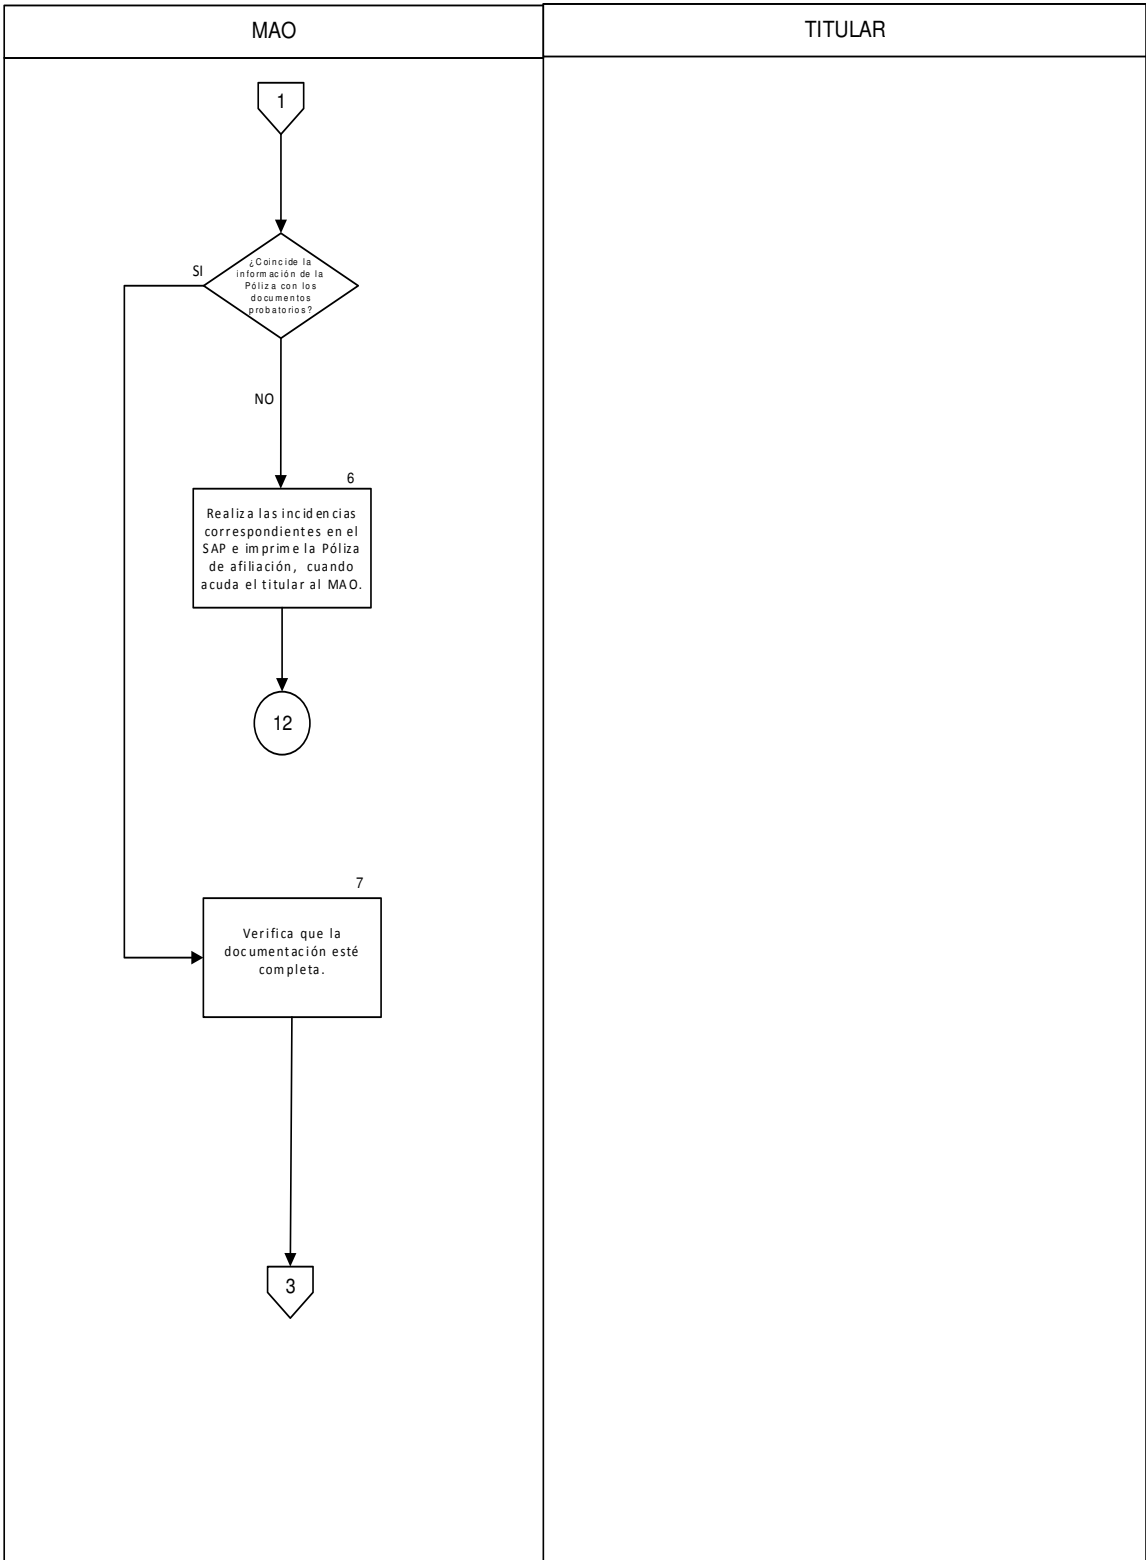 MAO
TITULAR
1
¿Coincide la
información de la
Póliza con los
documentos
probatorios?
SI
NO
6
Realiza las incidencias
correspondientes en el
SAP e imprime la Póliza
de afiliación, cuando
acuda el titular al MAO.
12
7
Verifica que la
documentación esté
completa.
3